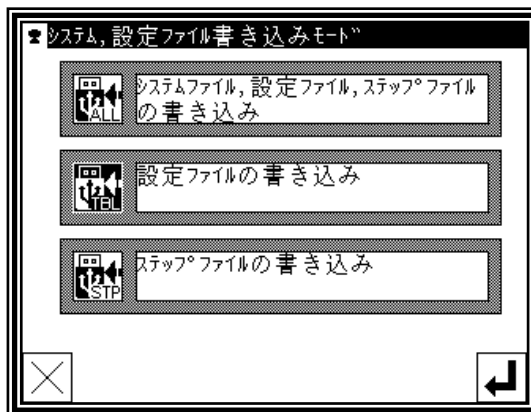 システム,設定ファイル書き込みモード
ALL
システムファイル,設定ファイル,ステップファイル
の書き込み
TBL
設定ファイルの書き込み
STP
ステップファイルの書き込み